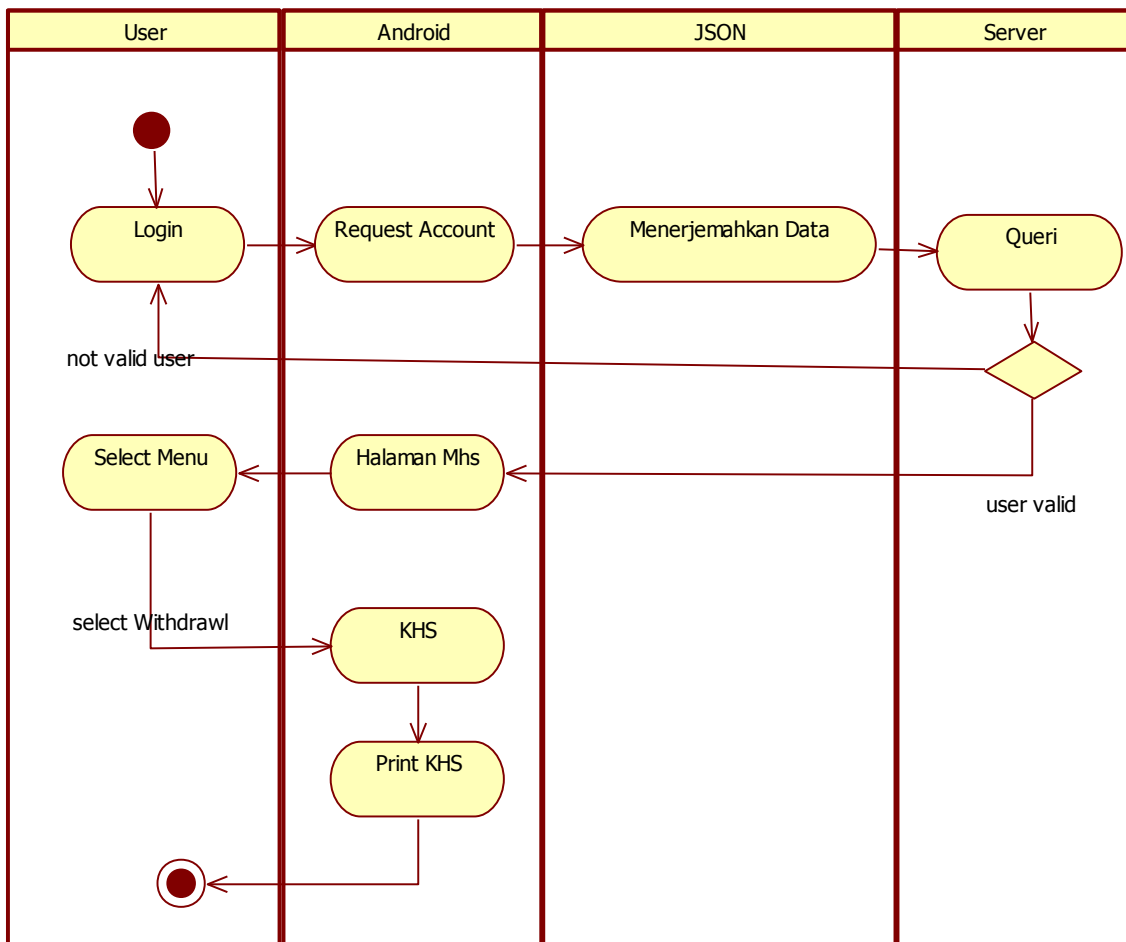 User
Android
JSON
Server
Login
Request Account
Menerjemahkan Data
Queri
not valid user
Select Menu
Halaman Mhs
user valid
select Withdrawl
KHS
Print KHS